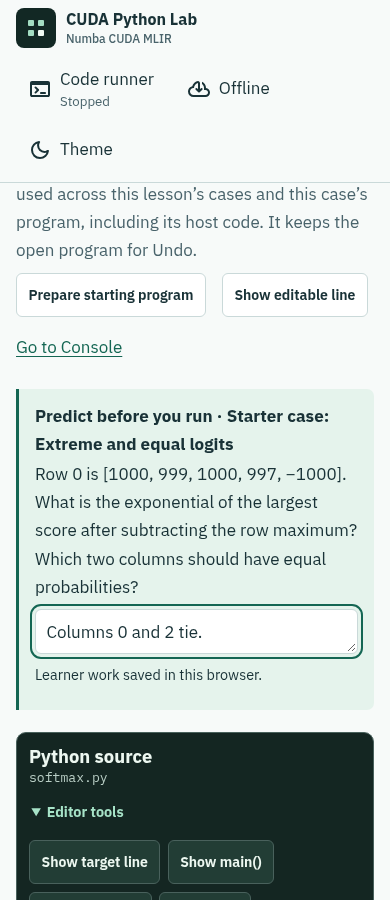 CUDA Python Lab
Numba CUDA MLIR
Code runner
Stopped
Offline
Theme
used across this lesson’s cases and this case’s
program, including its host code. It keeps the
open program for Undo.
Prepare starting program
Show editable line
Go to Console
Predict before you run · Starter case:
Extreme and equal logits
Row 0 is [1000, 999, 1000, 997, −1000].
What is the exponential of the largest
score after subtracting the row maximum?
Which two columns should have equal
probabilities?
Columns 0 and 2 tie.
Learner work saved in this browser.
Python source
softmax.py
▼ Editor tools
Show target line
Show main()